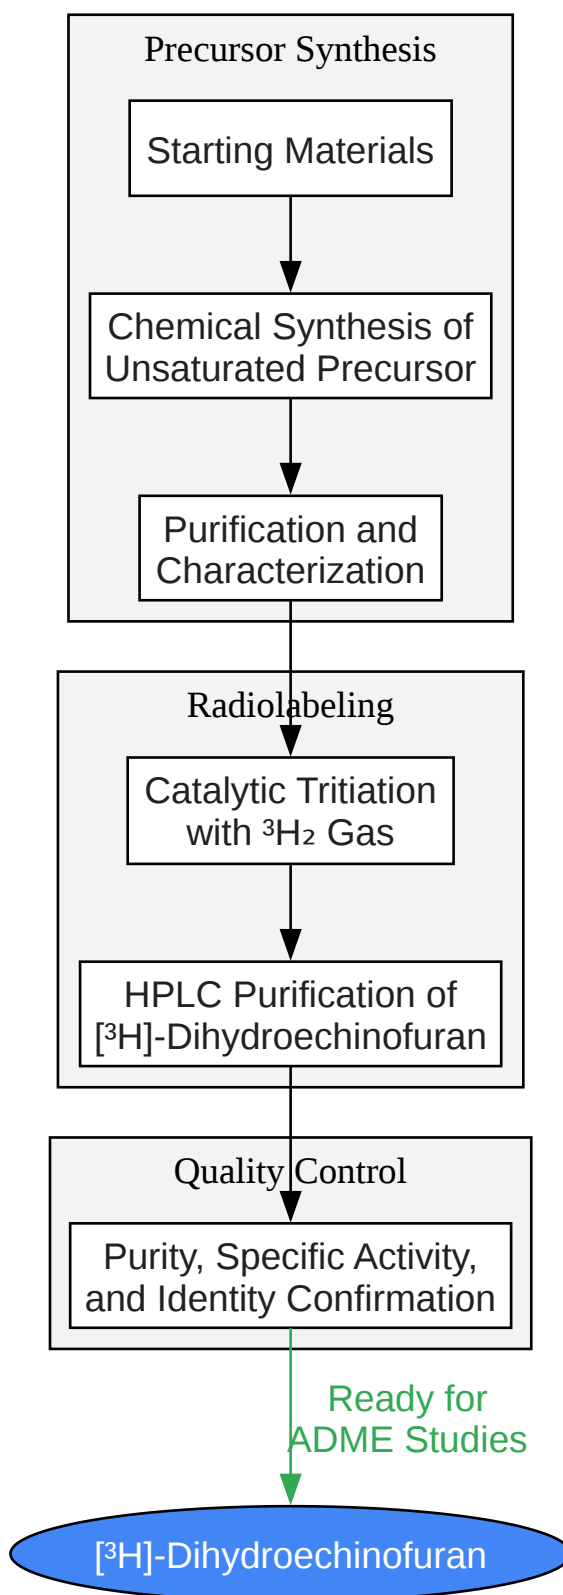 Precursor Synthesis
Starting Materials
Chemical Synthesis of
Unsaturated Precursor
Purification and
Characterization
Radiolabeling
Catalytic Tritiation
with ³H₂ Gas
HPLC Purification of
[³H]-Dihydroechinofuran
Quality Control
Purity, Specific Activity,
and Identity Confirmation
Ready for
ADME Studies
[³H]-Dihydroechinofuran